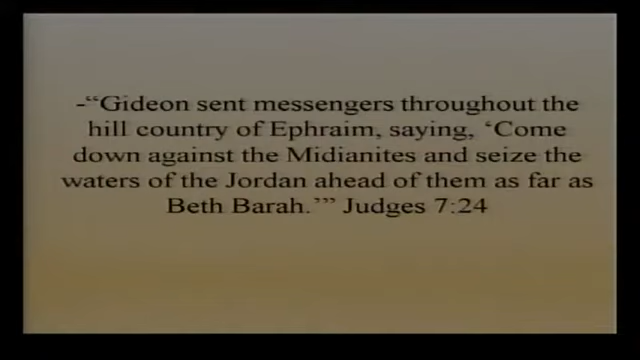 -“Gideon sent messengers throughout the
hill country of Ephraim, saying, ‘Come
down against the Midianites and seize the
waters of the Jordan ahead of them as far as
Beth Barah.’” Judges 7:24